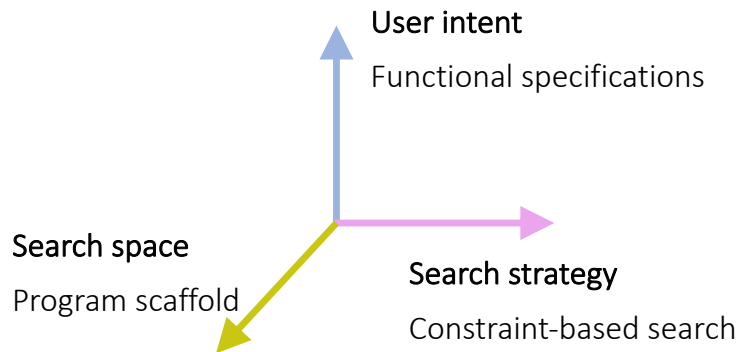 User intent
Functional specifications
Search space
Program scaffold
Search strategy
Constraint-based search